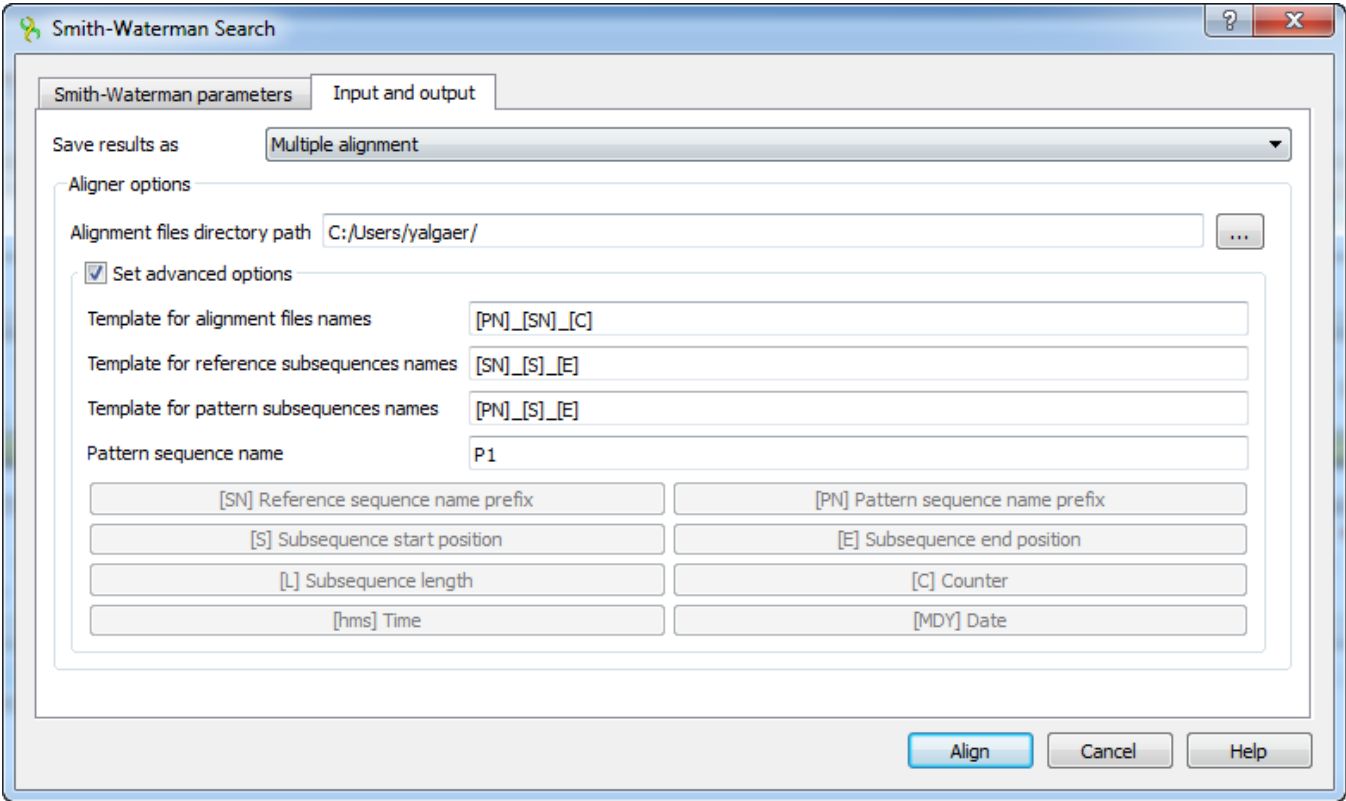 Smith-Waterman Search
?
X
Smith-Waterman parameters Input and output
Save results as Multiple alignment
Aligner options
Alignment files directory path C:/Users/yalgaer/ ...
Set advanced options
Template for alignment files names [PN]_[SN]_[C]
Template for reference subsequences names [SN]_[S]_[E]
Template for pattern subsequences names [PN]_[S]_[E]
Pattern sequence name P1
[SN] Reference sequence name prefix [PN] Pattern sequence name prefix
[S] Subsequence start position [E] Subsequence end position
[L] Subsequence length [C] Counter
[hms] Time [MDY] Date
Align Cancel Help